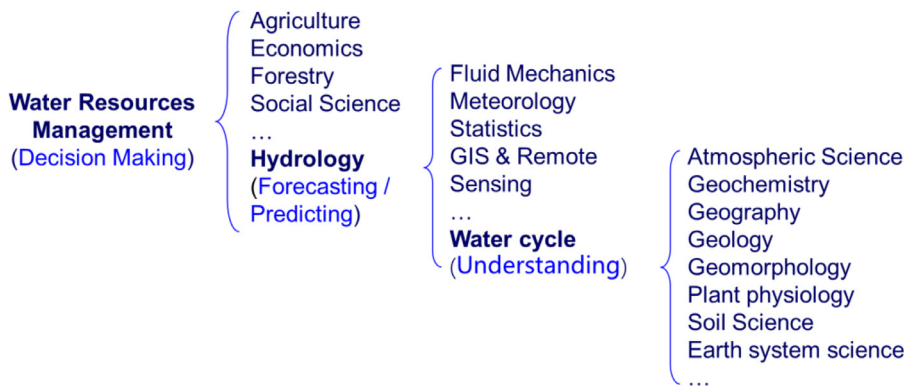 Water Resources
Management
(Decision Making)
Agriculture
Economics
Forestry
Social Science
…
Hydrology
(Forecasting /
Predicting)
Fluid Mechanics
Meteorology
Statistics
GIS & Remote
Sensing
…
Water cycle
(Understanding)
Atmospheric Science
Geochemistry
Geography
Geology
Geomorphology
Plant physiology
Soil Science
Earth system science
…